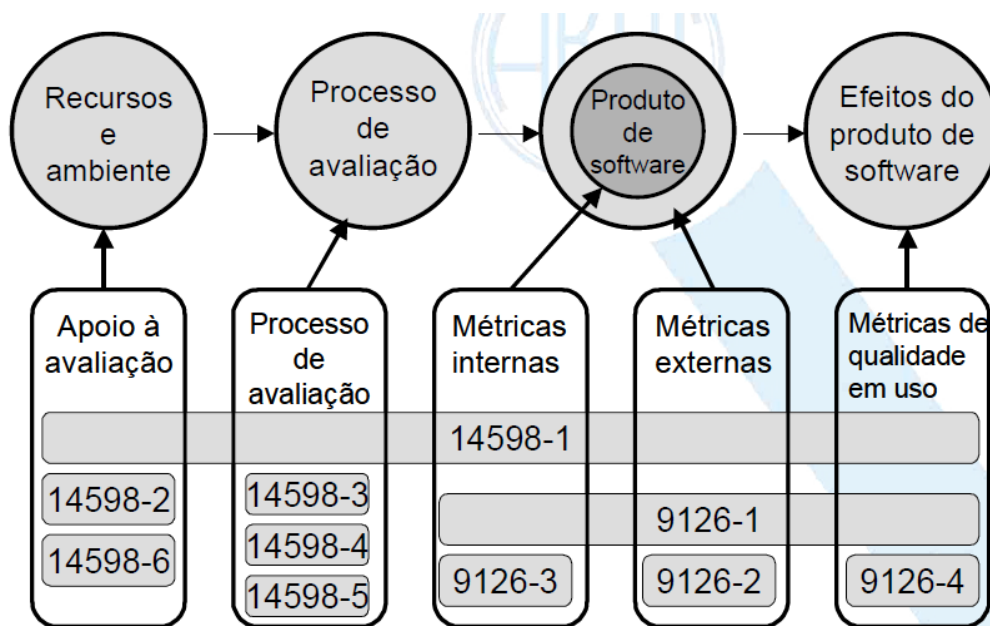 Recursos
e
ambiente
Processo
de
avaliação
Produto
de
software
Efeitos do
produto de
software
Apoio à
avaliação
Processo
de
avaliação
Métricas
internas
Métricas
externas
Métricas de
qualidade
em uso
14598-1
14598-2
14598-6
14598-3
14598-4
14598-5
9126-1
9126-3
9126-2
9126-4